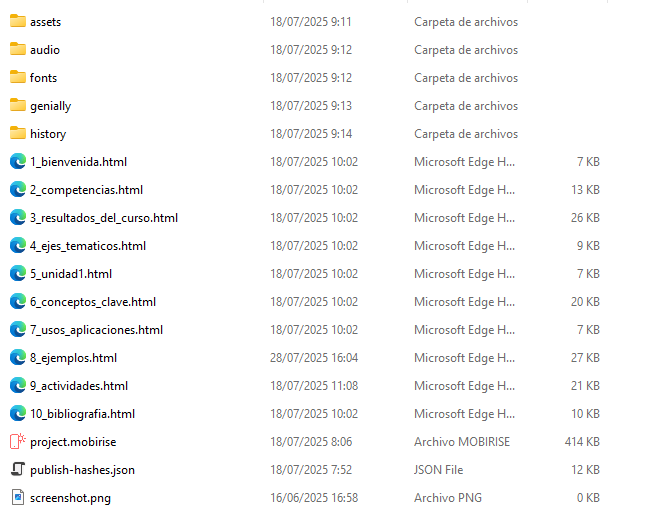 assets 18/07/2025 9:11 Carpeta de archivos
audio 18/07/2025 9:12 Carpeta de archivos
fonts 18/07/2025 9:12 Carpeta de archivos
genially 18/07/2025 9:13 Carpeta de archivos
history 18/07/2025 9:14 Carpeta de archivos
1_bienvenida.html 18/07/2025 10:02 Microsoft Edge H... 7 KB
2_competencias.html 18/07/2025 10:02 Microsoft Edge H... 13 KB
3_resultados_del_curso.html 18/07/2025 10:02 Microsoft Edge H... 26 KB
4_ejes_tematicos.html 18/07/2025 10:02 Microsoft Edge H... 9 KB
5_unidad1.html 18/07/2025 10:02 Microsoft Edge H... 7 KB
6_conceptos_clave.html 18/07/2025 10:02 Microsoft Edge H... 20 KB
7_usos_aplicaciones.html 18/07/2025 10:02 Microsoft Edge H... 7 KB
8_ejemplos.html 28/07/2025 16:04 Microsoft Edge H... 27 KB
9_actividades.html 18/07/2025 11:08 Microsoft Edge H... 21 KB
10_bibliografia.html 18/07/2025 10:02 Microsoft Edge H... 10 KB
project.mobirise 18/07/2025 8:06 Archivo MOBIRISE 414 KB
publish-hashes.json 18/07/2025 7:52 JSON File 12 KB
screenshot.png 16/06/2025 16:58 Archivo PNG 0 KB